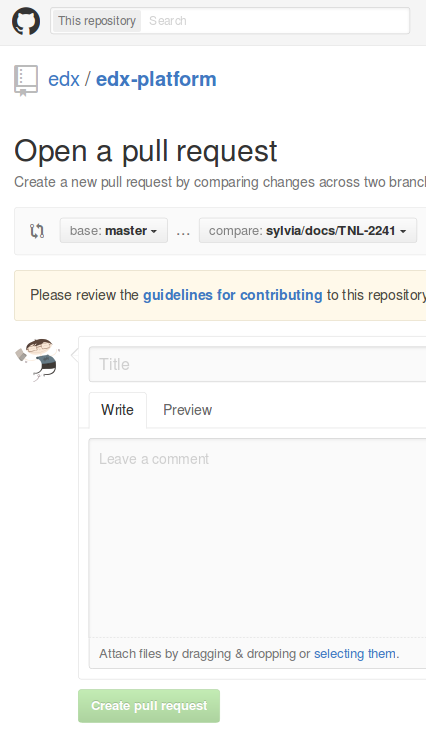 This repository Search
edx / edx-platform
Open a pull request
Create a new pull request by comparing changes across two
base: master ... compare: sylvia/docs/TNL-2241
Please review the guidelines for contributing to this repository
Title
Write Preview
Leave a comment
Attach files by dragging & dropping or selecting them.
Create pull request